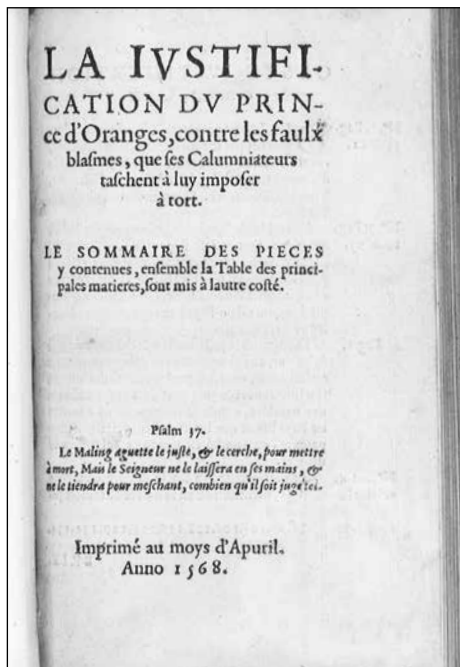 LA IVSTIFI-
CATION DV PRIN-
ce d'Oranges, contre les faulx
blaſmes, que ſes Calumniateurs
taſchent à luy impoſer
à tort.
LE SOMMAIRE DES PIECES
y contenues, enſemble la Table des princi-
pales matieres, ſont mis à lautre coſté.
Pſalm 37.
Le Maling aguette le juſte, & le cerche, pour mettre
à mort, Mais le Seigneur ne le laiſſera en ſes mains, &
ne le tiendra pour meſchant, combien qu'il ſoit
Imprimé au moys d'Apuril.
Anno 1568.